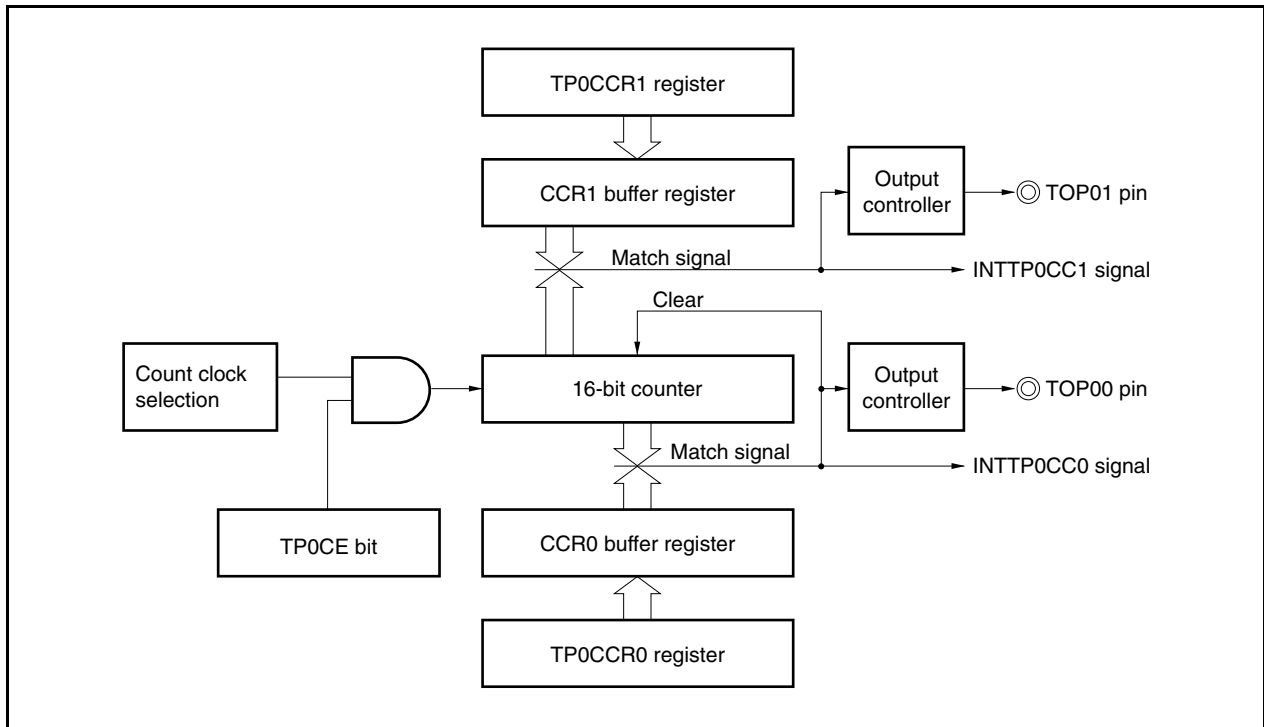 TP0CCR1 register
CCR1 buffer register
Output
controller
TOP01 pin
Match signal
INTTP0CC1 signal
Clear
Count clock
selection
16-bit counter
Output
controller
TOP00 pin
Match signal
INTTP0CC0 signal
TP0CE bit
CCR0 buffer register
TP0CCR0 register